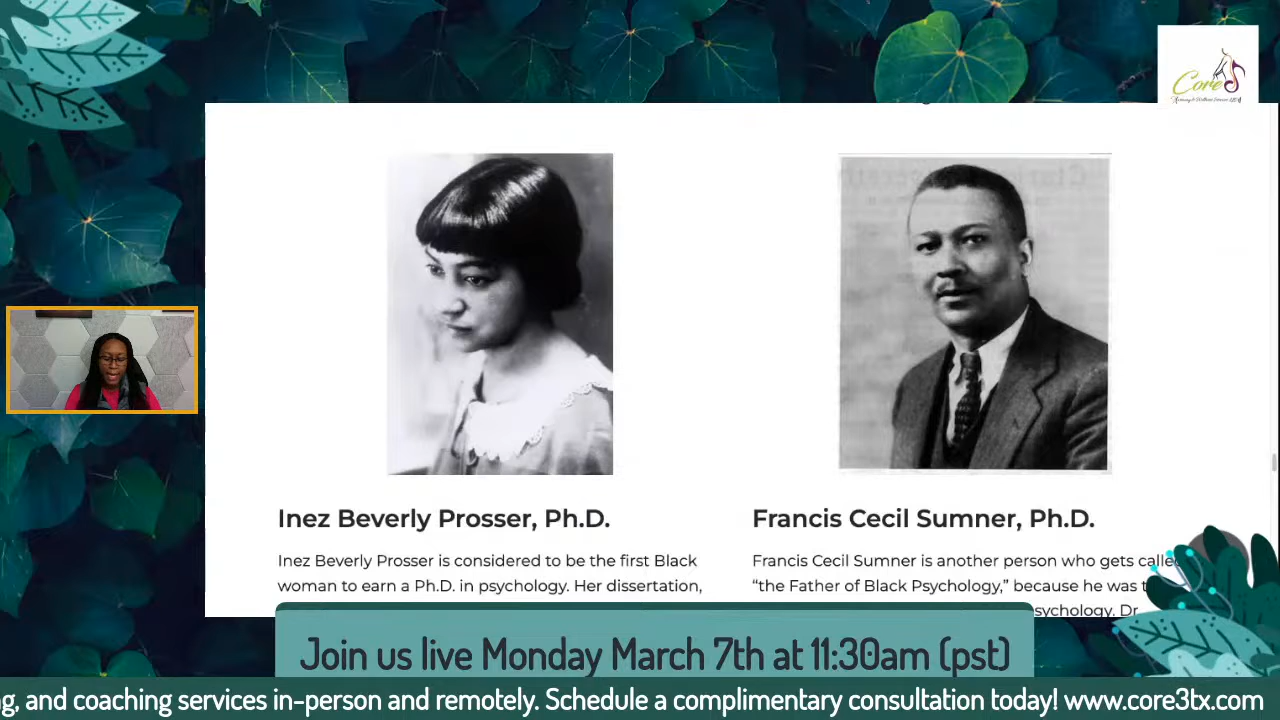 Core
Inez Beverly Prosser, Ph.D.
Francis Cecil Sumner, Ph.D.
Inez Beverly Prosser is considered to be the first Black
woman to earn a Ph.D. in psychology. Her dissertation,
Francis Cecil Sumner is another person who gets called
“the Father of Black Psychology,” because he was t
sychology. Dr.
Join us live Monday March 7th at 11:30am (pst)
g, and coaching services in-person and remotely. Schedule a complimentary consultation today! www.core3tx.com